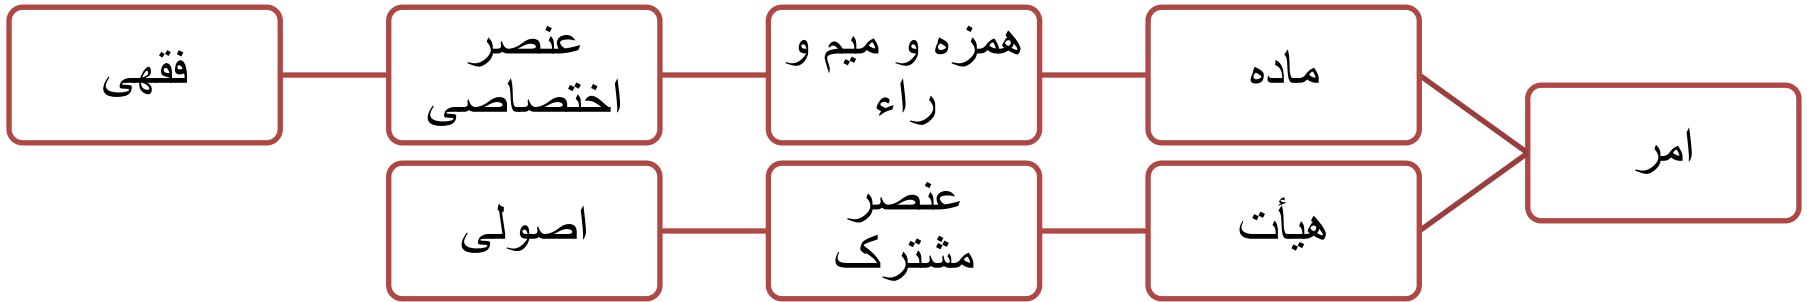 امر
ماده
همزه و میم و
راء
عنصر
اختصاصی
فقهی
هیأت
عنصر
مشترک
اصولی